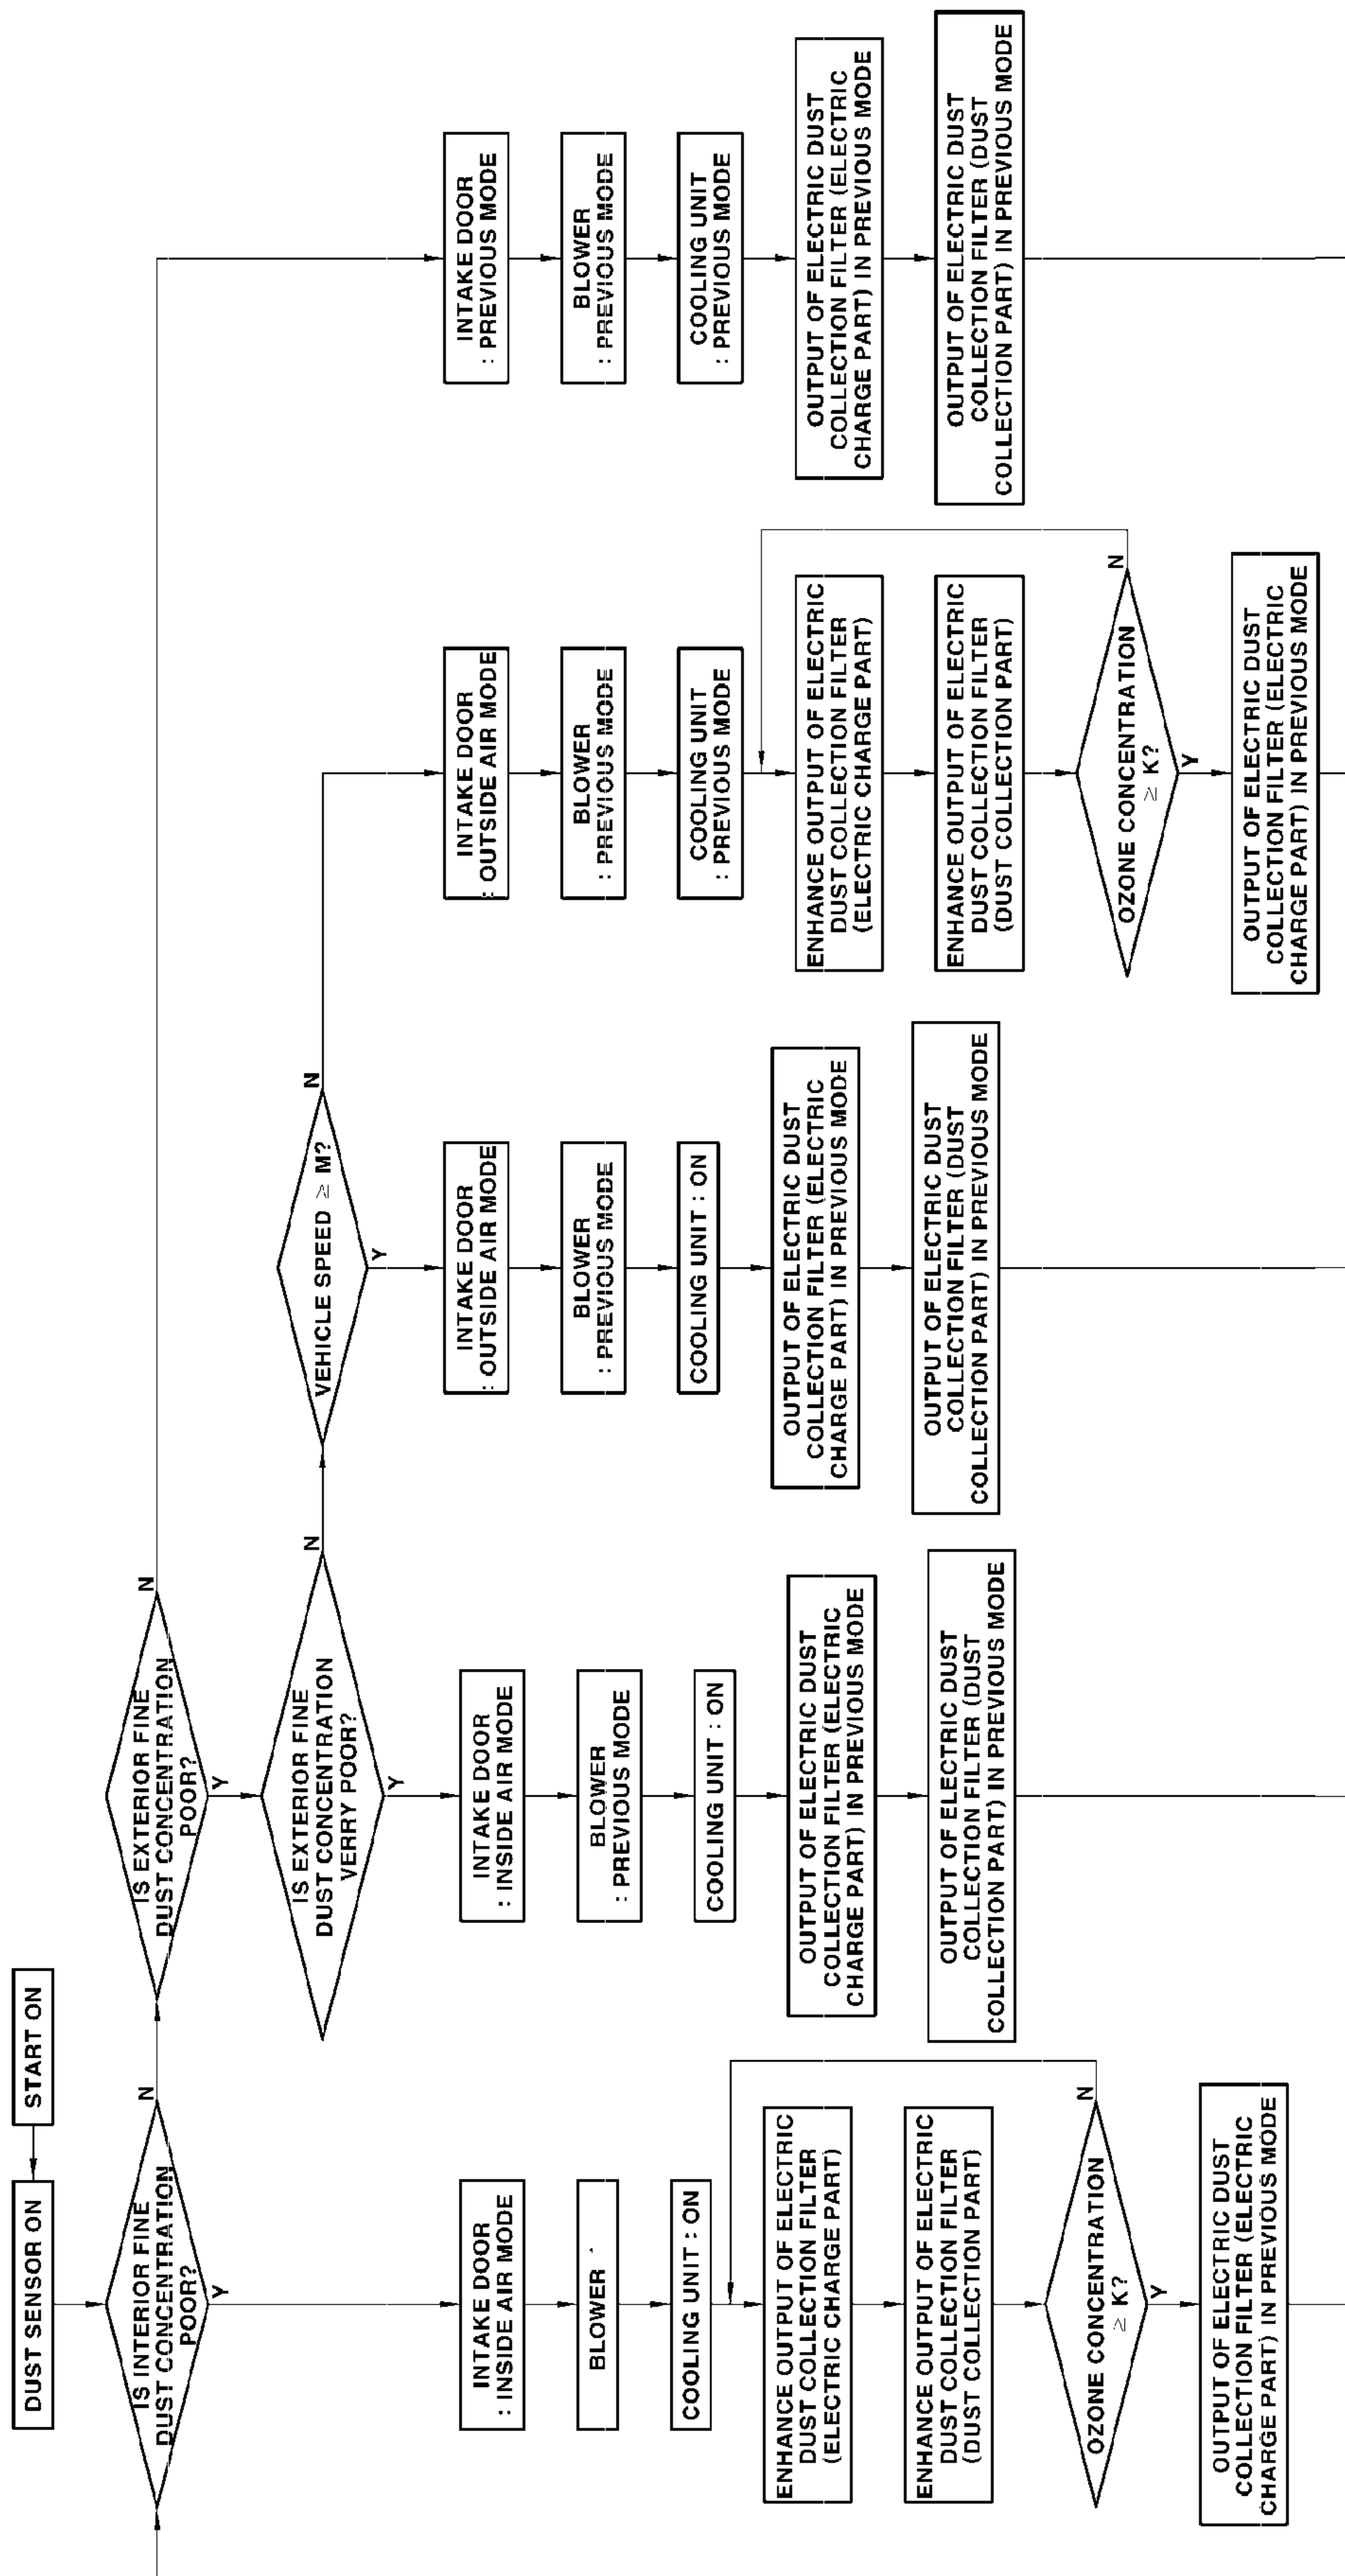 START ON
DUST SENSOR ON
IS INTERIOR FINE
DUST CONCENTRATION
POOR?
N
Y
IS EXTERIOR FINE
DUST CONCENTRATION
POOR?
N
Y
IS EXTERIOR FINE
DUST CONCENTRATION
VERRY POOR?
N
Y
VEHICLE SPEED ≥ M?
N
Y
INTAKE DOOR
: INSIDE AIR MODE
BLOWER
COOLING UNIT : ON
ENHANCE OUTPUT OF ELECTRIC
DUST COLLECTION FILTER
(ELECTRIC CHARGE PART)
ENHANCE OUTPUT OF ELECTRIC
DUST COLLECTION FILTER
(DUST COLLECTION PART)
OZONE CONCENTRATION
≥ K?
N
Y
OUTPUT OF ELECTRIC DUST
COLLECTION FILTER (ELECTRIC
CHARGE PART) IN PREVIOUS MODE
INTAKE DOOR
: INSIDE AIR MODE
BLOWER
: PREVIOUS MODE
COOLING UNIT : ON
OUTPUT OF ELECTRIC DUST
COLLECTION FILTER (ELECTRIC
CHARGE PART) IN PREVIOUS MODE
OUTPUT OF ELECTRIC DUST
COLLECTION FILTER (DUST
COLLECTION PART) IN PREVIOUS MODE
INTAKE DOOR
: OUTSIDE AIR MODE
BLOWER
: PREVIOUS MODE
COOLING UNIT : ON
OUTPUT OF ELECTRIC DUST
COLLECTION FILTER (ELECTRIC
CHARGE PART) IN PREVIOUS MODE
OUTPUT OF ELECTRIC DUST
COLLECTION FILTER (DUST
COLLECTION PART) IN PREVIOUS MODE
INTAKE DOOR
: OUTSIDE AIR MODE
BLOWER
: PREVIOUS MODE
COOLING UNIT
: PREVIOUS MODE
ENHANCE OUTPUT OF ELECTRIC
DUST COLLECTION FILTER
(ELECTRIC CHARGE PART)
ENHANCE OUTPUT OF ELECTRIC
DUST COLLECTION FILTER
(DUST COLLECTION PART)
OZONE CONCENTRATION
≥ K?
N
Y
OUTPUT OF ELECTRIC DUST
COLLECTION FILTER (ELECTRIC
CHARGE PART) IN PREVIOUS MODE
INTAKE DOOR
: PREVIOUS MODE
BLOWER
: PREVIOUS MODE
COOLING UNIT
: PREVIOUS MODE
OUTPUT OF ELECTRIC DUST
COLLECTION FILTER (ELECTRIC
CHARGE PART) IN PREVIOUS MODE
OUTPUT OF ELECTRIC DUST
COLLECTION FILTER (DUST
COLLECTION PART) IN PREVIOUS MODE